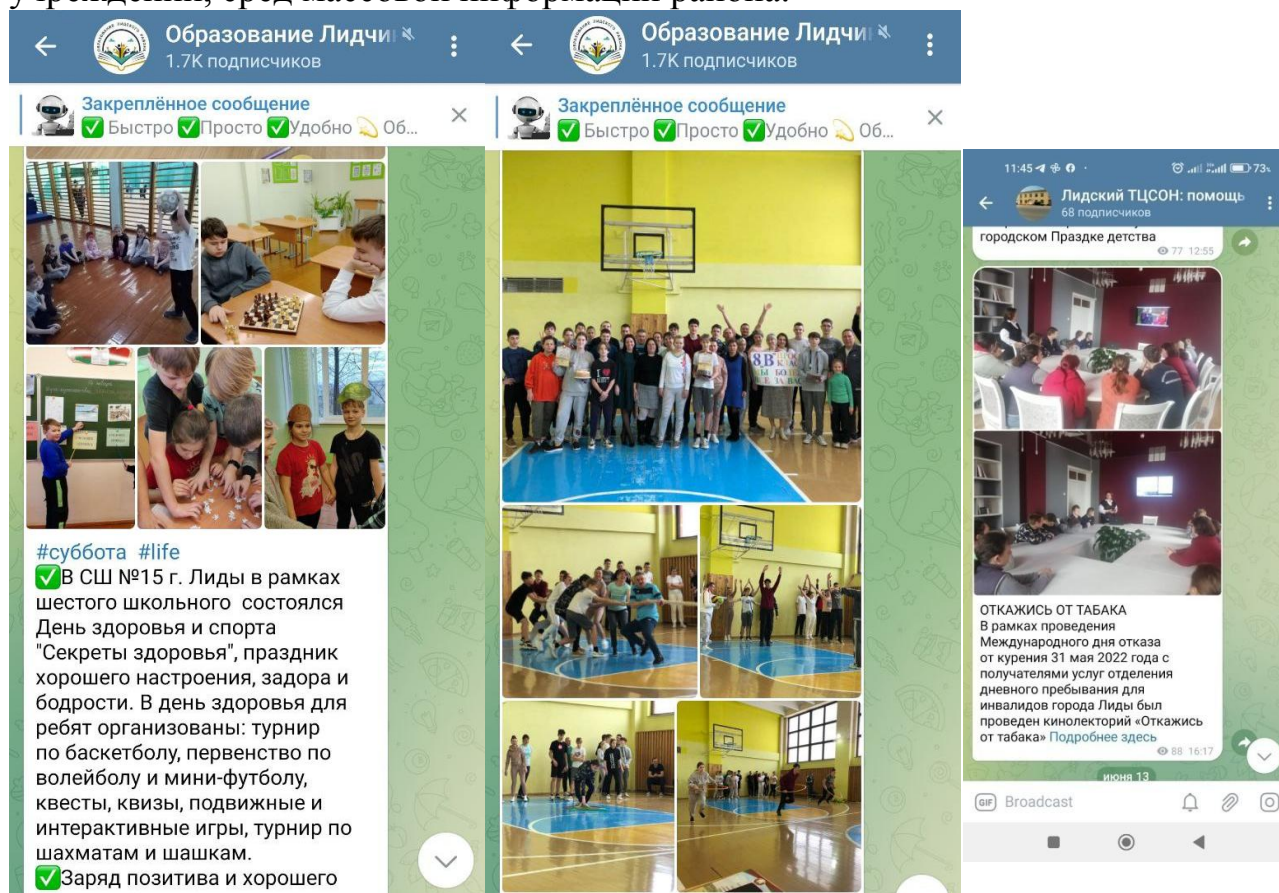 учреждений, сред массовой информации района.
Образование Лидчи
1.7K подписчиков
Закреплённое сообщение
✅ Быстро ✅Просто ✅Удобно 💫 Об...
#суббота #life
✅В СШ №15 г. Лиды в рамках
шестого школьного состоялся
День здоровья и спорта
"Секреты здоровья", праздник
хорошего настроения, задора и
бодрости. В день здоровья для
ребят организованы: турнир
по баскетболу, первенство по
волейболу и мини-футболу,
квесты, квизы, подвижные и
интерактивные игры, турнир по
шахматам и шашкам.
✅Заряд позитива и хорошего
Образование Лидчи
1.7K подписчиков
Закреплённое сообщение
✅ Быстро ✅Просто ✅Удобно 💫 Об...
8 В
11:45
73
Лидский ТЦСОН: помощь
68 подписчиков
городском Праздке детства
77 12:55
ОТКАЖИСЬ ОТ ТАБАКА
В рамках проведения
Международного дня отказа
от курения 31 мая 2022 года с
получателями услуг отделения
дневного пребывания для
инвалидов города Лиды был
проведен кинолекторий «Откажись
от табака» Подробнее здесь
88 16:17
июня 13
GIF Broadcast